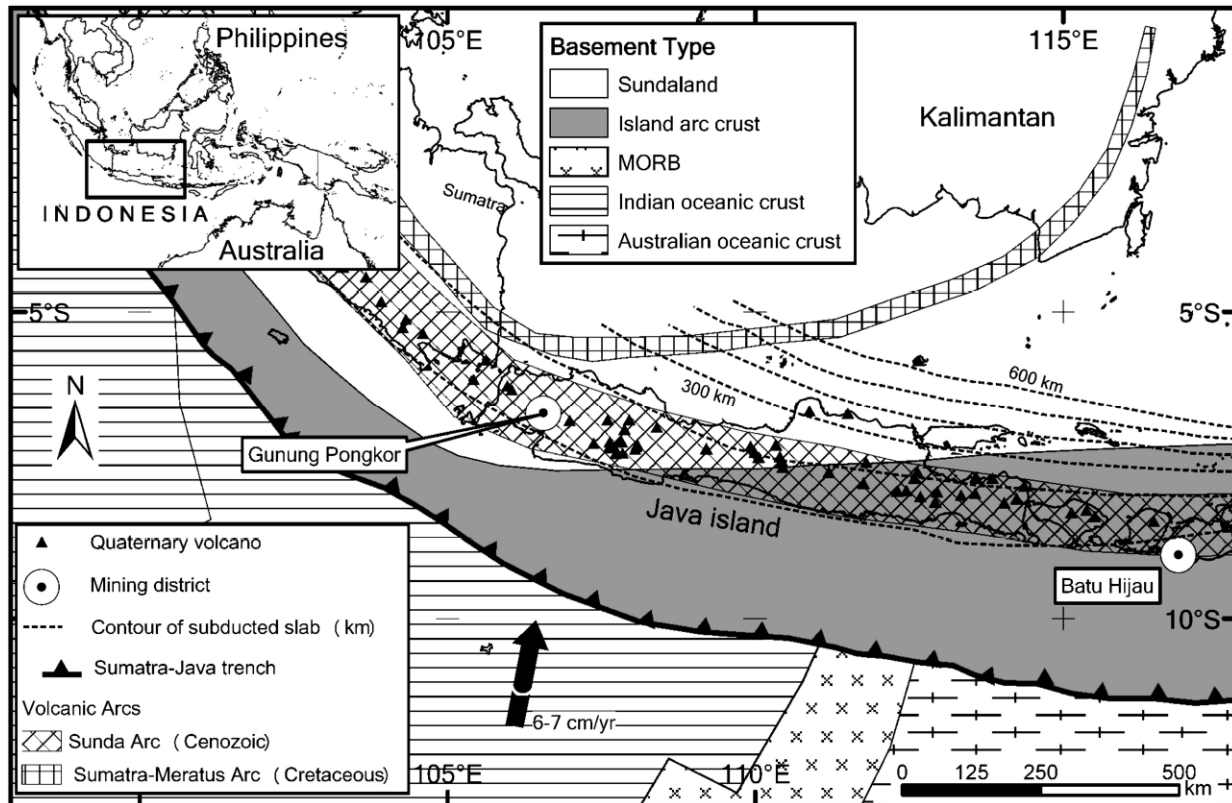 Philippines
INDONESIA
Australia
105°E
115°E
Basement Type
Sundaland
Island arc crust
MORB
Indian oceanic crust
Australian oceanic crust
Kalimantan
Sumatra
5°S
5°S
600 km
300 km
N
Gunung Pongkor
Java island
Batu Hijau
10°S
Quaternary volcano
Mining district
Contour of subducted slab (km)
Sumatra-Java trench
Volcanic Arcs
Sunda Arc (Cenozoic)
Sumatra-Meratus Arc (Cretaceous)
6-7 cm/yr
105°E
110°E
0 125 250 500
km